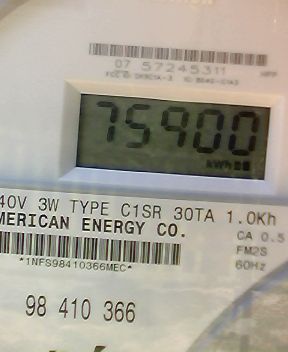 07 57245311
75900
kWh
40V 3W TYPE C1SR 30TA 1.0Kh
MERICAN ENERGY CO.
CA 0.5
FM2S
60Hz
*1NFS98410366MEC*
98 410 366